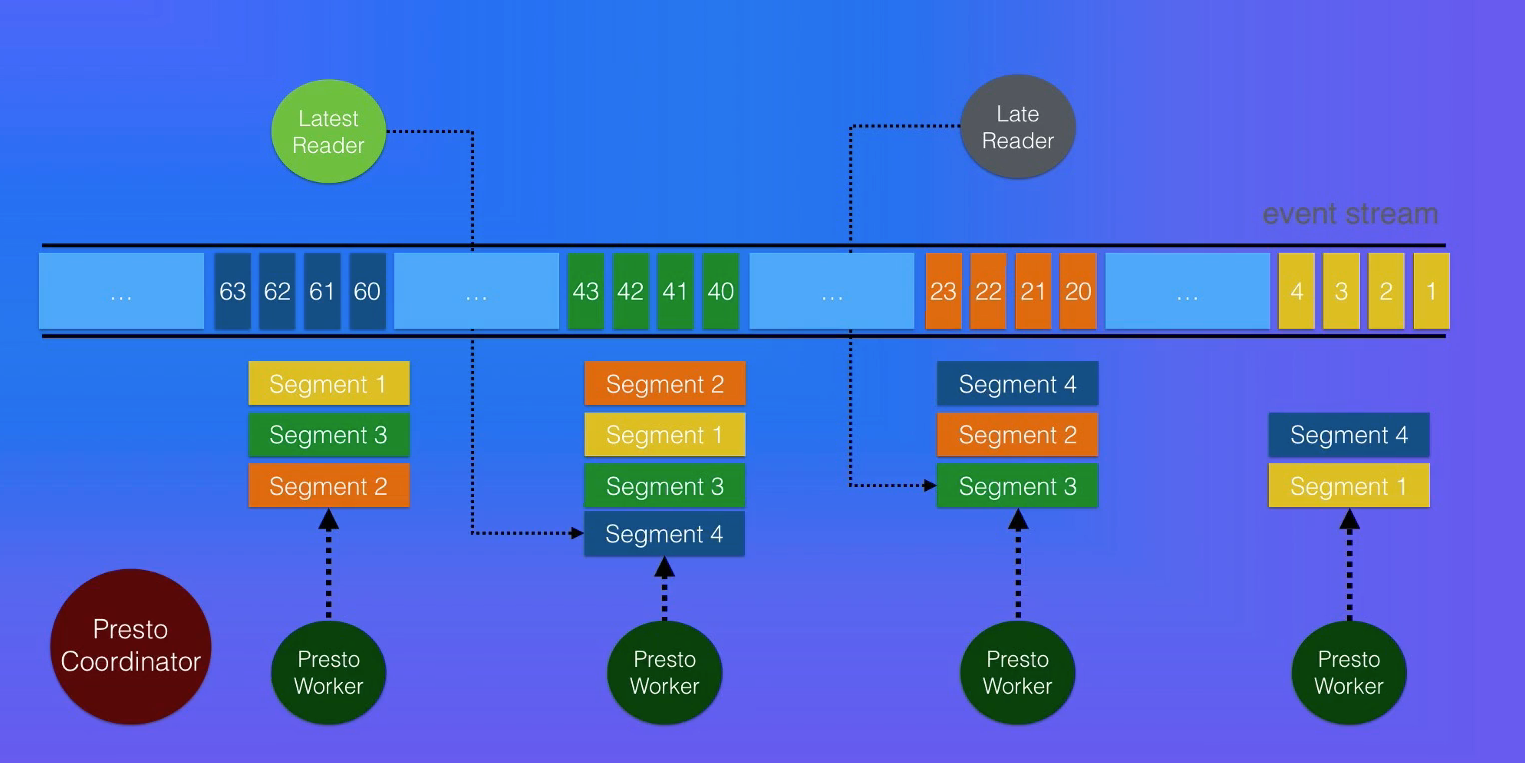 Latest
Reader
Late
Reader
event stream
... 63 62 61 60 ... 43 42 41 40 ... 23 22 21 20 ... 4 3 2 1
Segment 1
Segment 3
Segment 2
Segment 2
Segment 1
Segment 3
Segment 4
Segment 4
Segment 2
Segment 3
Segment 4
Segment 1
Presto
Coordinator
Presto
Worker
Presto
Worker
Presto
Worker
Presto
Worker